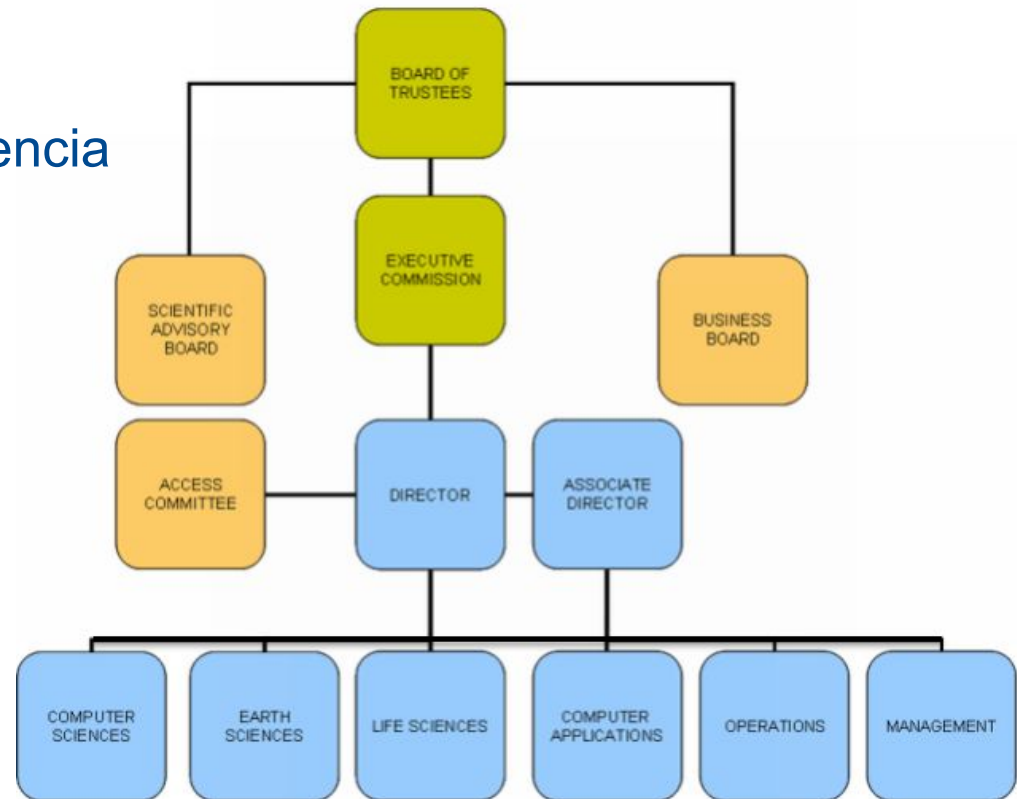 BOARD OF
TRUSTEES
encia
EXECUTIVE
COMMISSION
SCIENTIFIC
ADVISORY
BOARD
BUSINESS
BOARD
ACCESS
COMMITTEE
DIRECTOR
ASSOCIATE
DIRECTOR
COMPUTER
SCIENCES
EARTH
SCIENCES
LIFE SCIENCES
COMPUTER
APPLICATIONS
OPERATIONS
MANAGEMENT